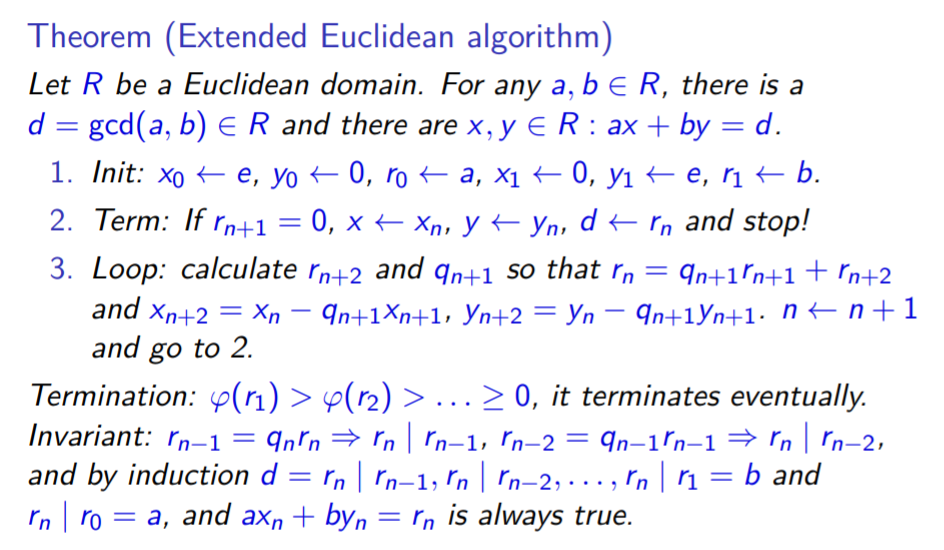 Theorem (Extended Euclidean algorithm)
Let R be a Euclidean domain. For any a, b ∈ R, there is a
d = gcd(a, b) ∈ R and there are x, y ∈ R : ax + by = d.
1. Init: x₀ ← e, y₀ ← 0, r₀ ← a, x₁ ← 0, y₁ ← e, r₁ ← b.
2. Term: If rₙ₊₁ = 0, x ← xₙ, y ← yₙ, d ← rₙ and stop!
3. Loop: calculate rₙ₊₂ and qₙ₊₁ so that rₙ = qₙ₊₁rₙ₊₁ + rₙ₊₂
and xₙ₊₂ = xₙ − qₙ₊₁xₙ₊₁, yₙ₊₂ = yₙ − qₙ₊₁yₙ₊₁. n ← n + 1
and go to 2.
Termination: φ(r₁) > φ(r₂) > … ≥ 0, it terminates eventually.
Invariant: rₙ₋₁ = qₙrₙ ⇒ rₙ | rₙ₋₁, rₙ₋₂ = qₙ₋₁rₙ₋₁ ⇒ rₙ | rₙ₋₂,
and by induction d = rₙ | rₙ₋₁, rₙ | rₙ₋₂, . . . , rₙ | r₁ = b and
rₙ | r₀ = a, and axₙ + byₙ = rₙ is always true.